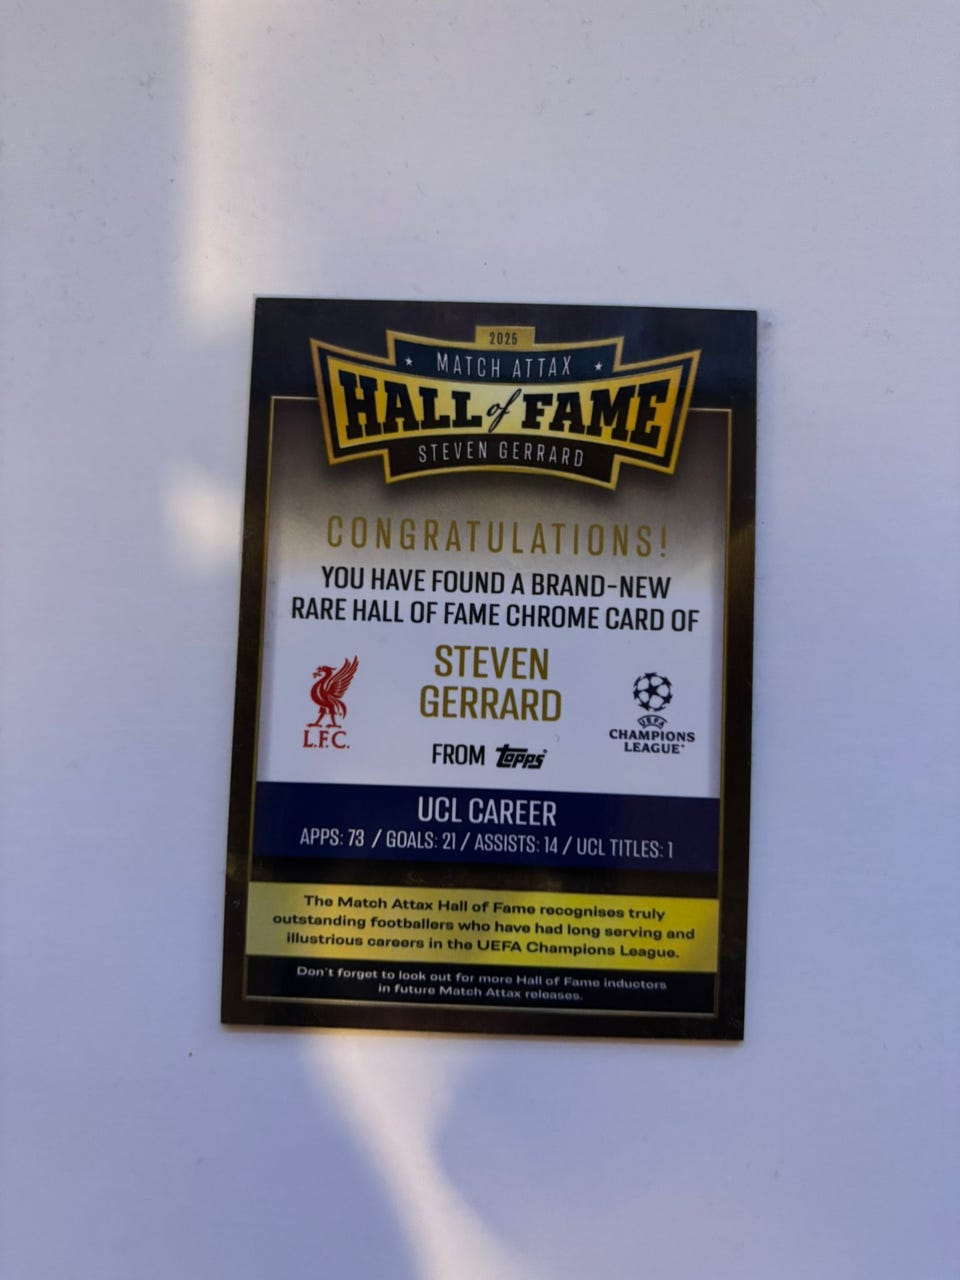 2025
MATCH ATTAX
HALL of FAME
STEVEN GERRARD
CONGRATULATIONS!
YOU HAVE FOUND A BRAND-NEW
RARE HALL OF FAME CHROME CARD OF
STEVEN
GERRARD
L.F.C.
UEFA
CHAMPIONS
LEAGUE®
FROM topps®
UCL CAREER
APPS: 73 / GOALS: 21 / ASSISTS: 14 / UCL TITLES: 1
The Match Attax Hall of Fame recognises truly
outstanding footballers who have had long serving and
illustrious careers in the UEFA Champions League.
Don't forget to look out for more Hall of Fame inductors
in future Match Attax releases.